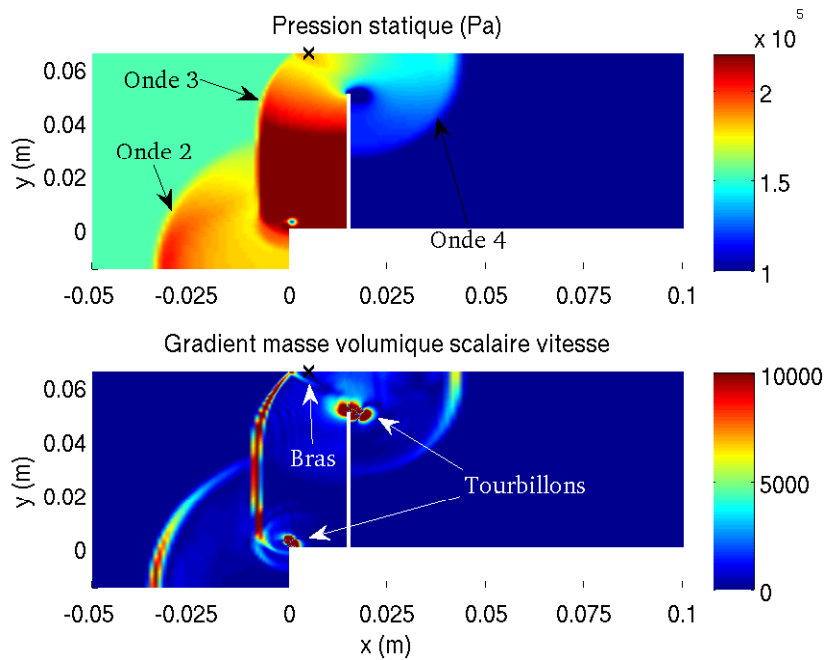 Pression statique (Pa)
x 10 5
0.06
0.04
0.02
0
y (m)
Onde 3
Onde 2
Onde 4
2
1.5
1
-0.05 -0.025 0 0.025 0.05 0.075 0.1
Gradient masse volumique scalaire vitesse
0.06
0.04
0.02
0
y (m)
Bras
Tourbillons
10000
5000
0
-0.05 -0.025 0 0.025 0.05 0.075 0.1
x (m)